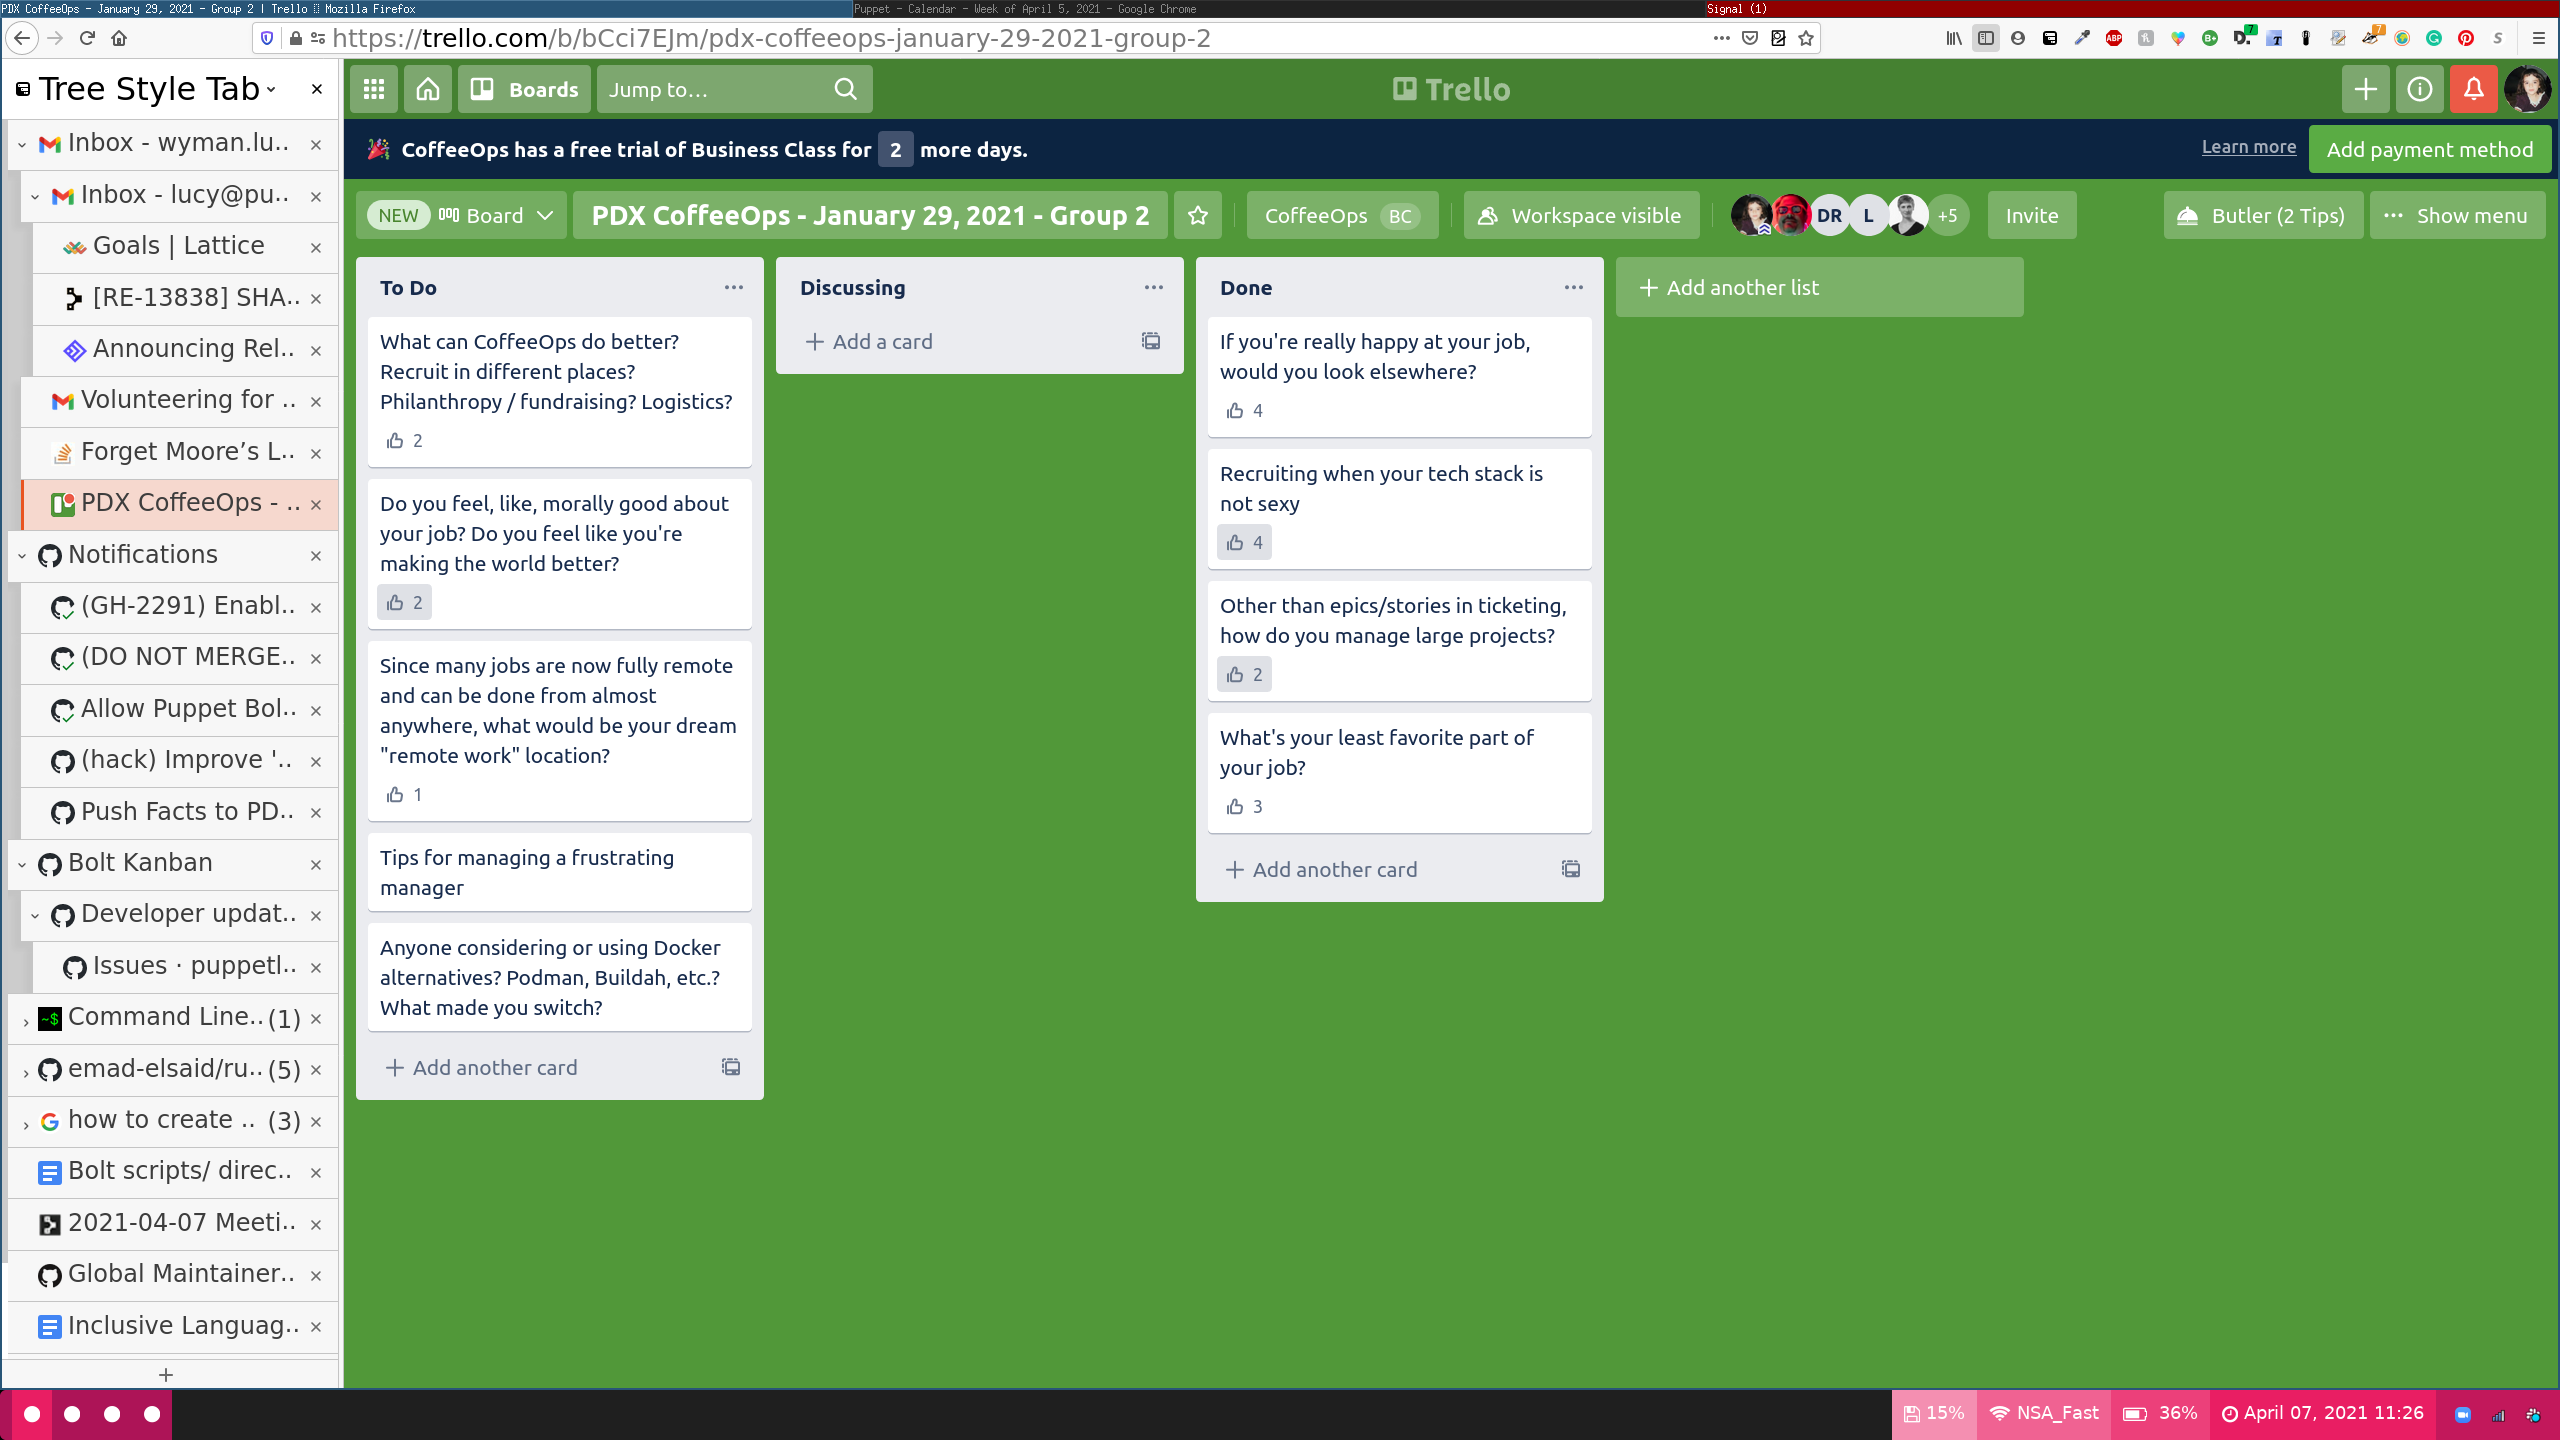 PDX CoffeeOps - January 29, 2021 - Group 2 | Trello Mozilla Firefox
Puppet - Calendar - Week of April 5, 2021 - Google Chrome
Signal (1)
https://trello.com/b/bCci7EJm/pdx-coffeeops-january-29-2021-group-2
ABP
7
7
Tree Style Tab
Boards
Jump to...
Trello
CoffeeOps has a free trial of Business Class for 2 more days.
Learn more
Add payment method
NEW
Board
PDX CoffeeOps - January 29, 2021 - Group 2
CoffeeOps BC
Workspace visible
DR
L
+5
Invite
Butler (2 Tips)
Show menu
Inbox - wyman.lu..
Inbox - lucy@pu..
Goals | Lattice
[RE-13838] SHA..
Announcing Rel..
Volunteering for ..
Forget Moore’s L..
PDX CoffeeOps - ..
Notifications
(GH-2291) Enabl..
(DO NOT MERGE..
Allow Puppet Bol..
(hack) Improve '..
Push Facts to PD..
Bolt Kanban
Developer updat..
Issues · puppetl..
~$ Command Line.. (1)
emad-elsaid/ru.. (5)
how to create .. (3)
Bolt scripts/ direc..
2021-04-07 Meeti..
Global Maintainer..
Inclusive Languag..
To Do
What can CoffeeOps do better?
Recruit in different places?
Philanthropy / fundraising? Logistics?
2
Do you feel, like, morally good about
your job? Do you feel like you're
making the world better?
2
Since many jobs are now fully remote
and can be done from almost
anywhere, what would be your dream
"remote work" location?
1
Tips for managing a frustrating
manager
Anyone considering or using Docker
alternatives? Podman, Buildah, etc.?
What made you switch?
Add another card
Discussing
Add a card
Done
If you're really happy at your job,
would you look elsewhere?
4
Recruiting when your tech stack is
not sexy
4
Other than epics/stories in ticketing,
how do you manage large projects?
2
What's your least favorite part of
your job?
3
Add another card
Add another list
15%
NSA_Fast
36%
April 07, 2021 11:26